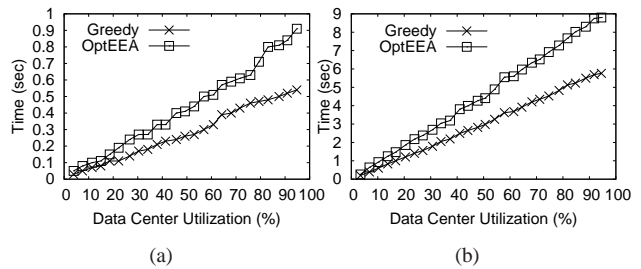 Greedy
OptEEA
1
0.9
0.8
0.7
0.6
0.5
0.4
0.3
0.2
0.1
0
Time (sec)
0 10 20 30 40 50 60 70 80 90 100
Data Center Utilization (%)
(a)
Greedy
OptEEA
9
8
7
6
5
4
3
2
1
0
Time (sec)
0 10 20 30 40 50 60 70 80 90 100
Data Center Utilization (%)
(b)